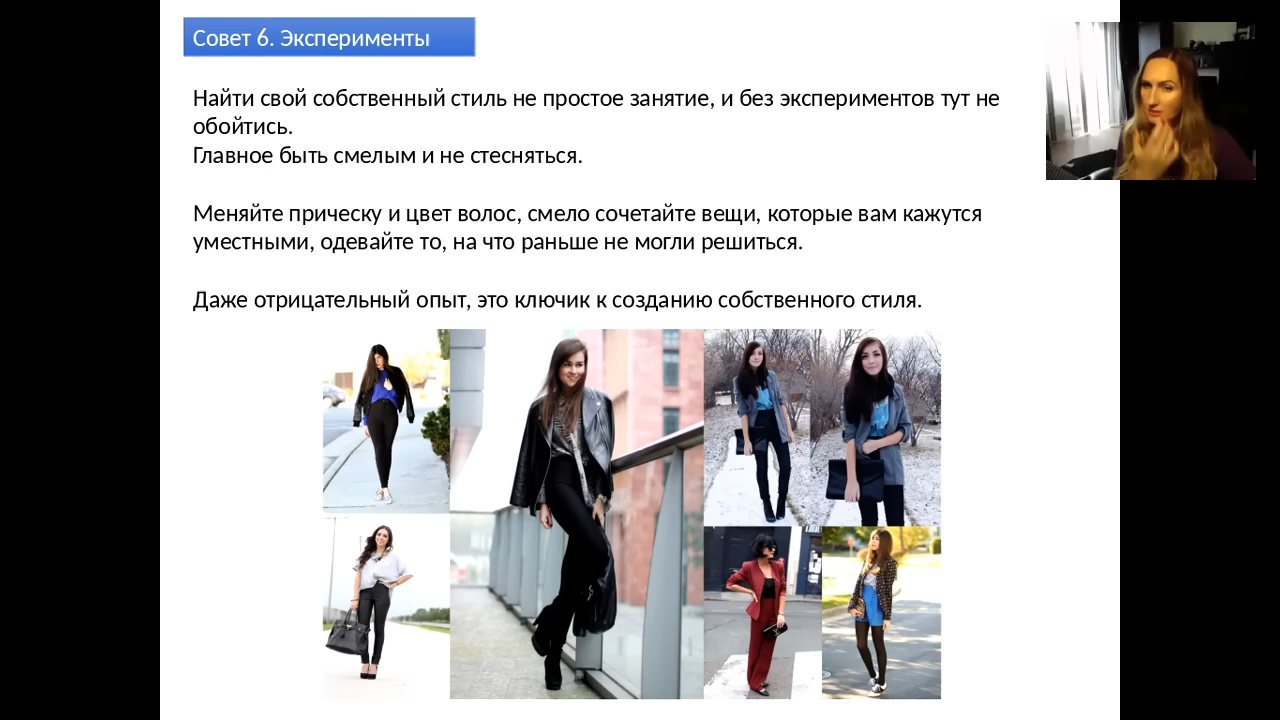 Совет 6. Эксперименты
Найти свой собственный стиль не простое занятие, и без экспериментов тут не
обойтись.
Главное быть смелым и не стесняться.
Меняйте прическу и цвет волос, смело сочетайте вещи, которые вам кажутся
уместными, одевайте то, на что раньше не могли решиться.
Даже отрицательный опыт, это ключик к созданию собственного стиля.